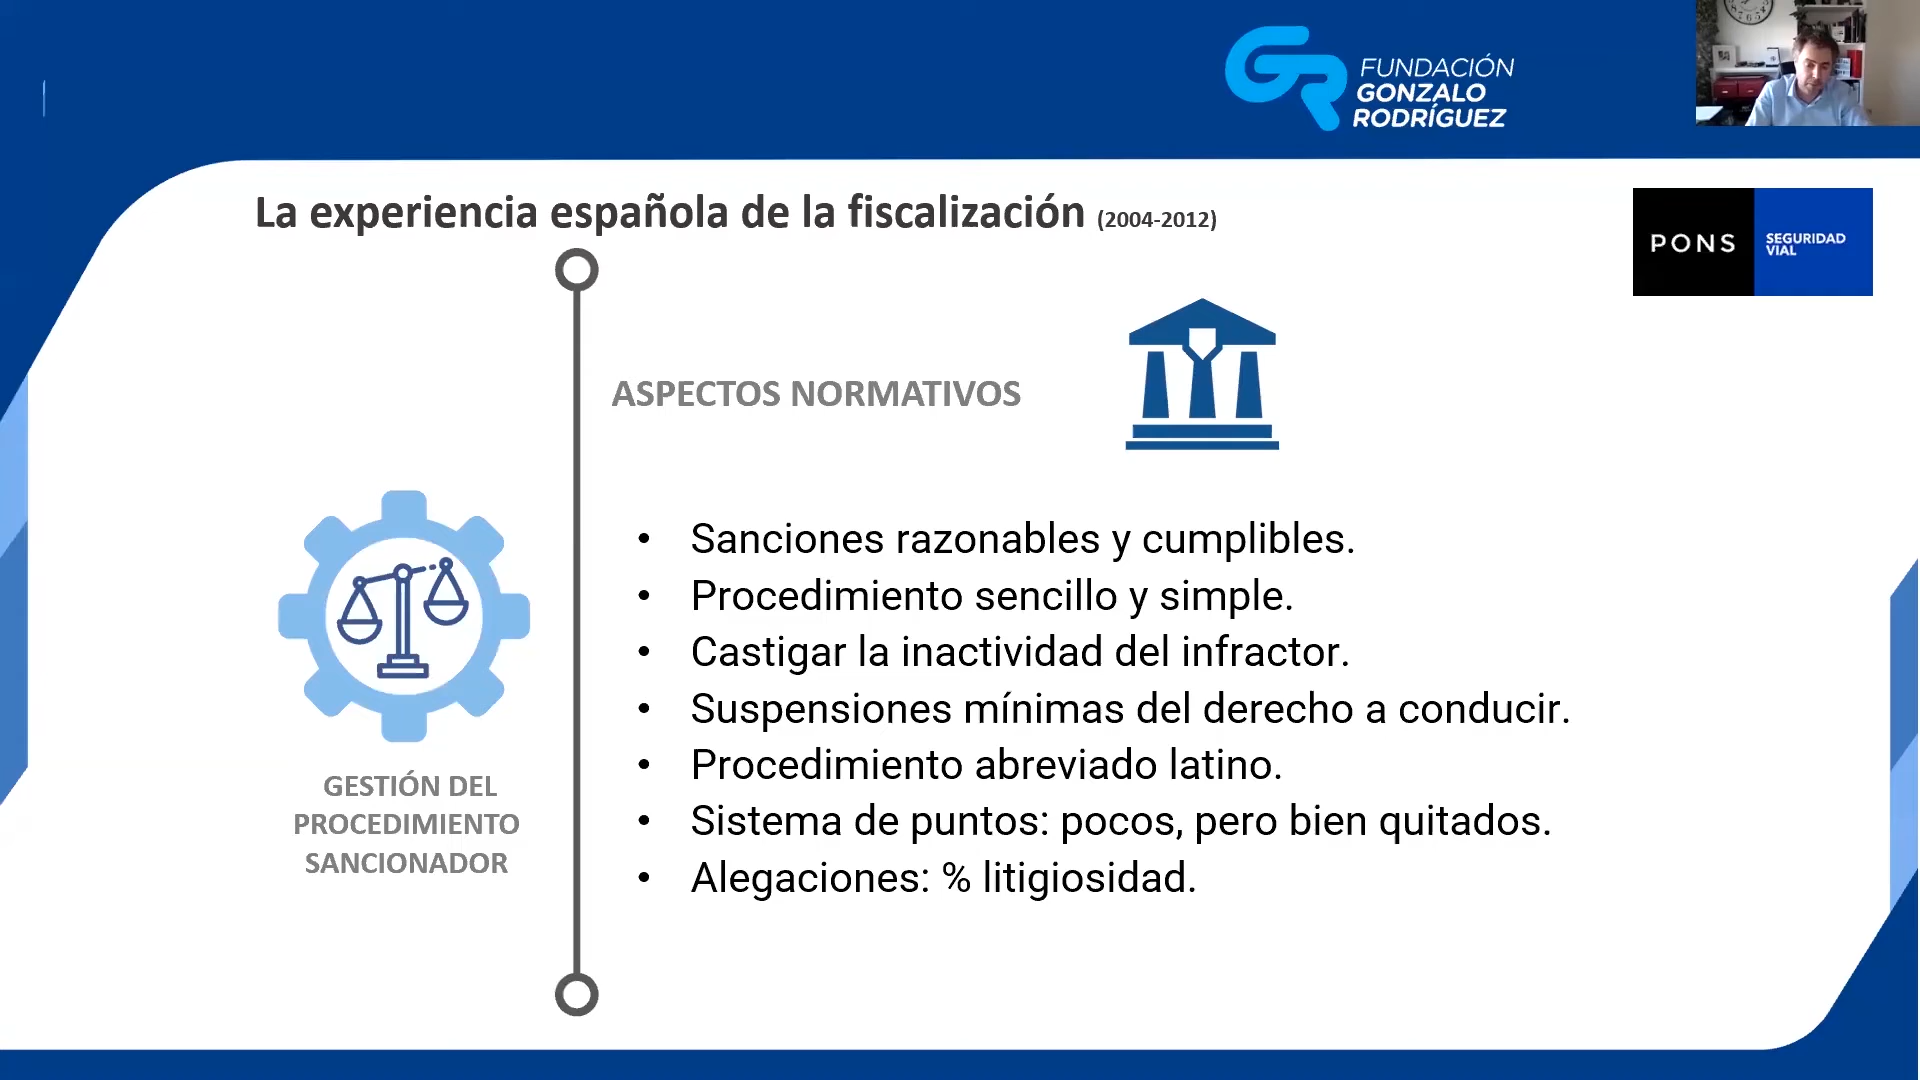 FUNDACIÓN
GONZALO
RODRÍGUEZ
La experiencia española de la fiscalización (2004-2012)
PONS
SEGURIDAD
VIAL
ASPECTOS NORMATIVOS
GESTIÓN DEL
PROCEDIMIENTO
SANCIONADOR
• Sanciones razonables y cumplibles.
• Procedimiento sencillo y simple.
• Castigar la inactividad del infractor.
• Suspensiones mínimas del derecho a conducir.
• Procedimiento abreviado latino.
• Sistema de puntos: pocos, pero bien quitados.
• Alegaciones: % litigiosidad.